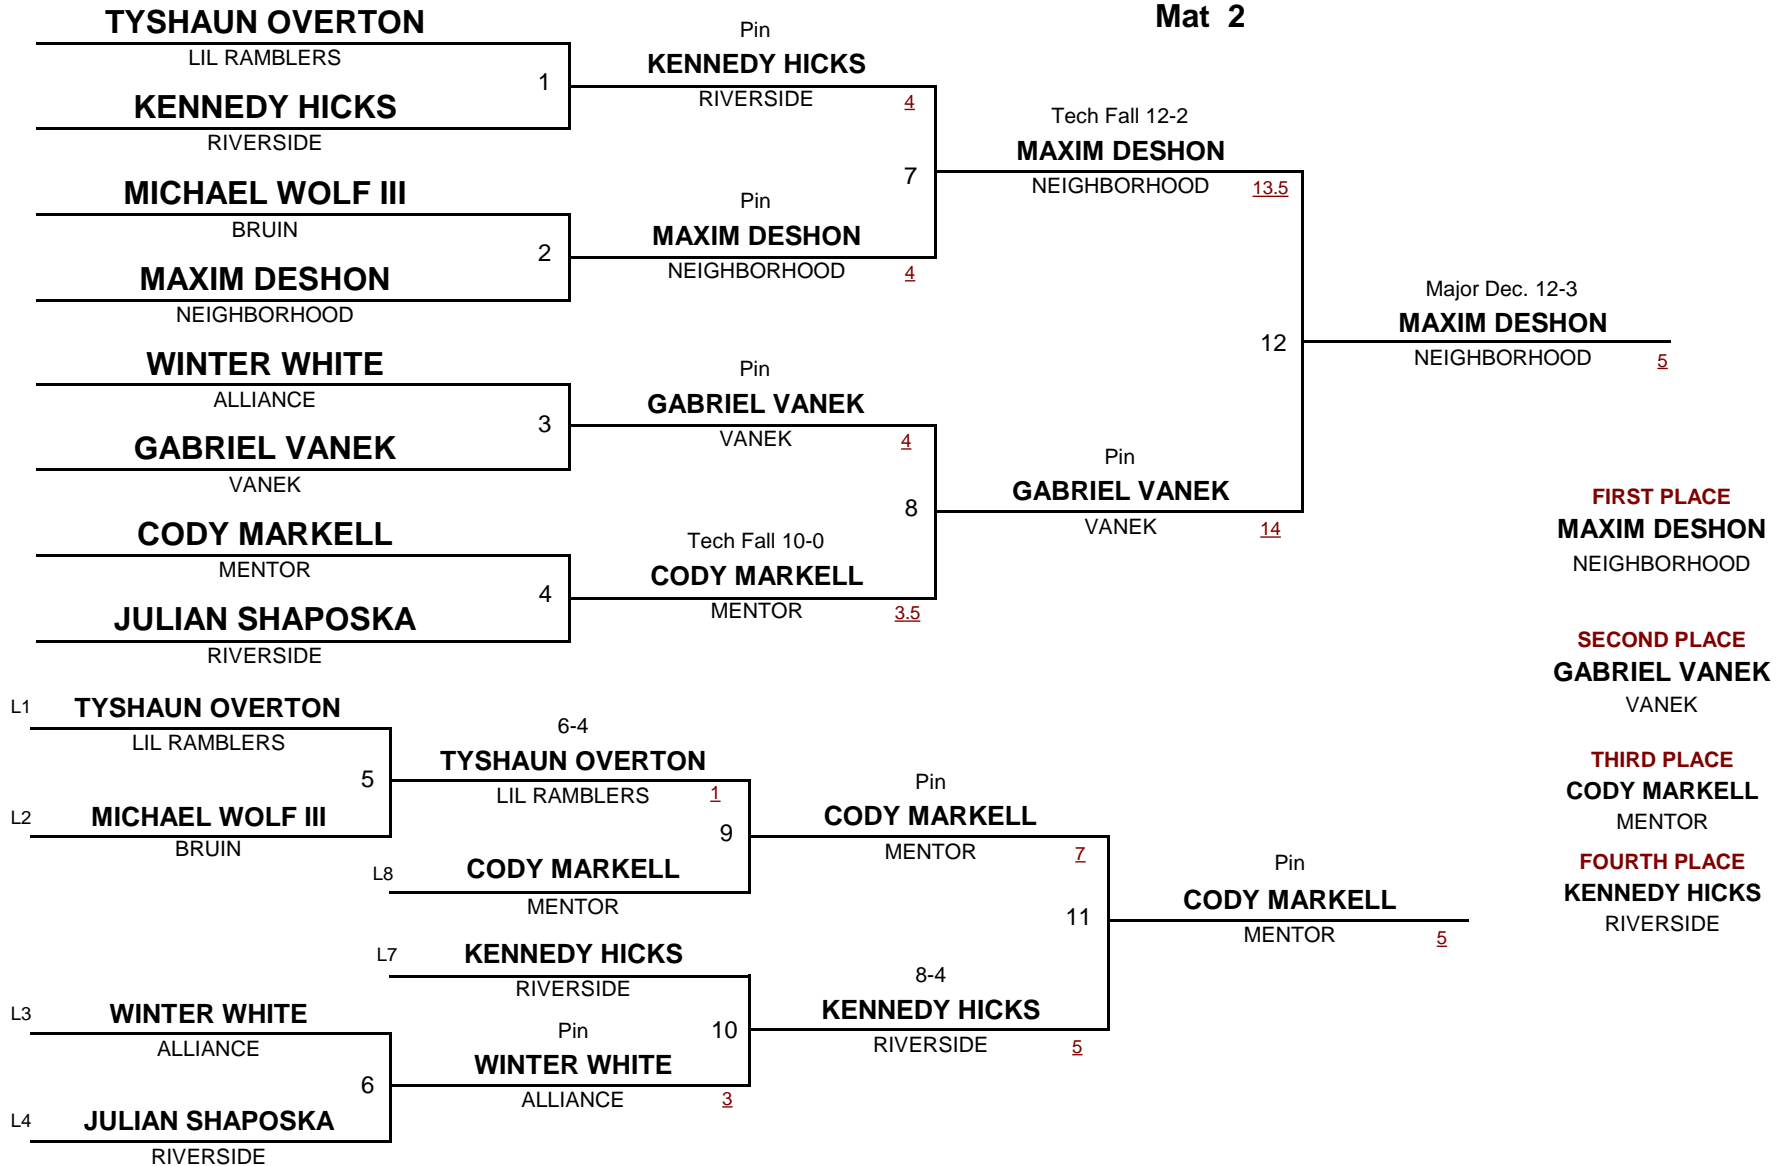 Mat 2
TYSHAUN OVERTON
LIL RAMBLERS
1
KENNEDY HICKS
RIVERSIDE
MICHAEL WOLF III
BRUIN
2
MAXIM DESHON
NEIGHBORHOOD
WINTER WHITE
ALLIANCE
3
GABRIEL VANEK
VANEK
CODY MARKELL
MENTOR
4
JULIAN SHAPOSKA
RIVERSIDE
Pin
KENNEDY HICKS
RIVERSIDE 4
7
Pin
MAXIM DESHON
NEIGHBORHOOD 4
Pin
GABRIEL VANEK
VANEK 4
8
Tech Fall 10-0
CODY MARKELL
MENTOR 3.5
Tech Fall 12-2
MAXIM DESHON
NEIGHBORHOOD 13.5
12
Pin
GABRIEL VANEK
VANEK 14
Major Dec. 12-3
MAXIM DESHON
NEIGHBORHOOD 5
FIRST PLACE
MAXIM DESHON
NEIGHBORHOOD
SECOND PLACE
GABRIEL VANEK
VANEK
THIRD PLACE
CODY MARKELL
MENTOR
FOURTH PLACE
KENNEDY HICKS
RIVERSIDE
L1 TYSHAUN OVERTON
LIL RAMBLERS
5
L2 MICHAEL WOLF III
BRUIN
L3 WINTER WHITE
ALLIANCE
6
L4 JULIAN SHAPOSKA
RIVERSIDE
6-4
TYSHAUN OVERTON
LIL RAMBLERS 1
9
L8 CODY MARKELL
MENTOR
L7 KENNEDY HICKS
RIVERSIDE
10
Pin
WINTER WHITE
ALLIANCE 3
Pin
CODY MARKELL
MENTOR 7
11
8-4
KENNEDY HICKS
RIVERSIDE 5
Pin
CODY MARKELL
MENTOR 5